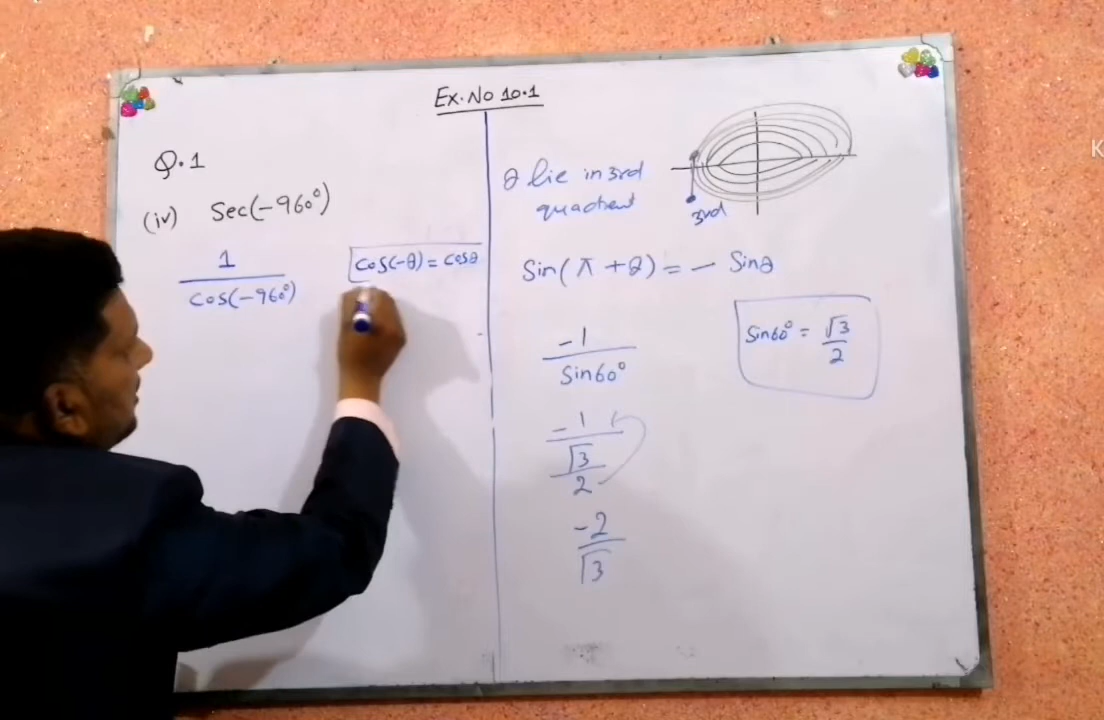 Ex.No 10.1
Q.1
(iv) Sec(-960°)
1
cos(-960°)
cos(-θ) = cosθ
θ lie in 3rd
quadrent
3rd
Sin(π + θ) = - Sinθ
-1
Sin60°
Sin60° = √3
2
-1
√3
2
-2
√3
K